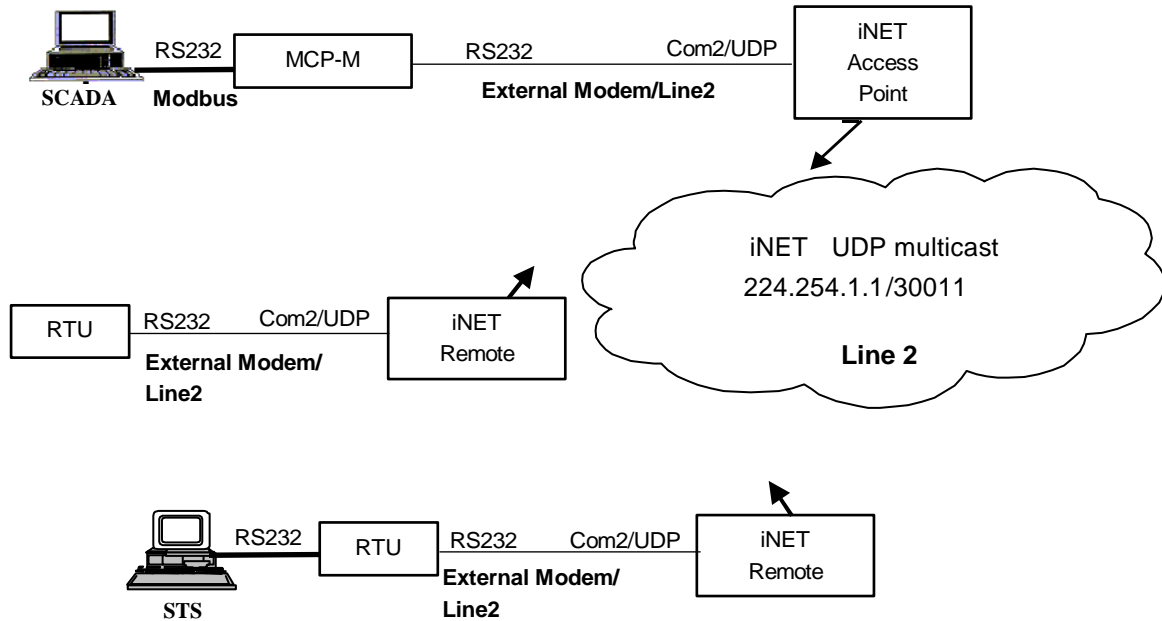 RS232
MCP-M
RS232
Com2/UDP
iNET
Access
Point
SCADA
Modbus
External Modem/Line2
iNET UDP multicast
224.254.1.1/30011
Line 2
RTU
RS232
Com2/UDP
iNET
Remote
External Modem/
Line2
RS232
RTU
RS232
Com2/UDP
iNET
Remote
External Modem/
Line2
STS